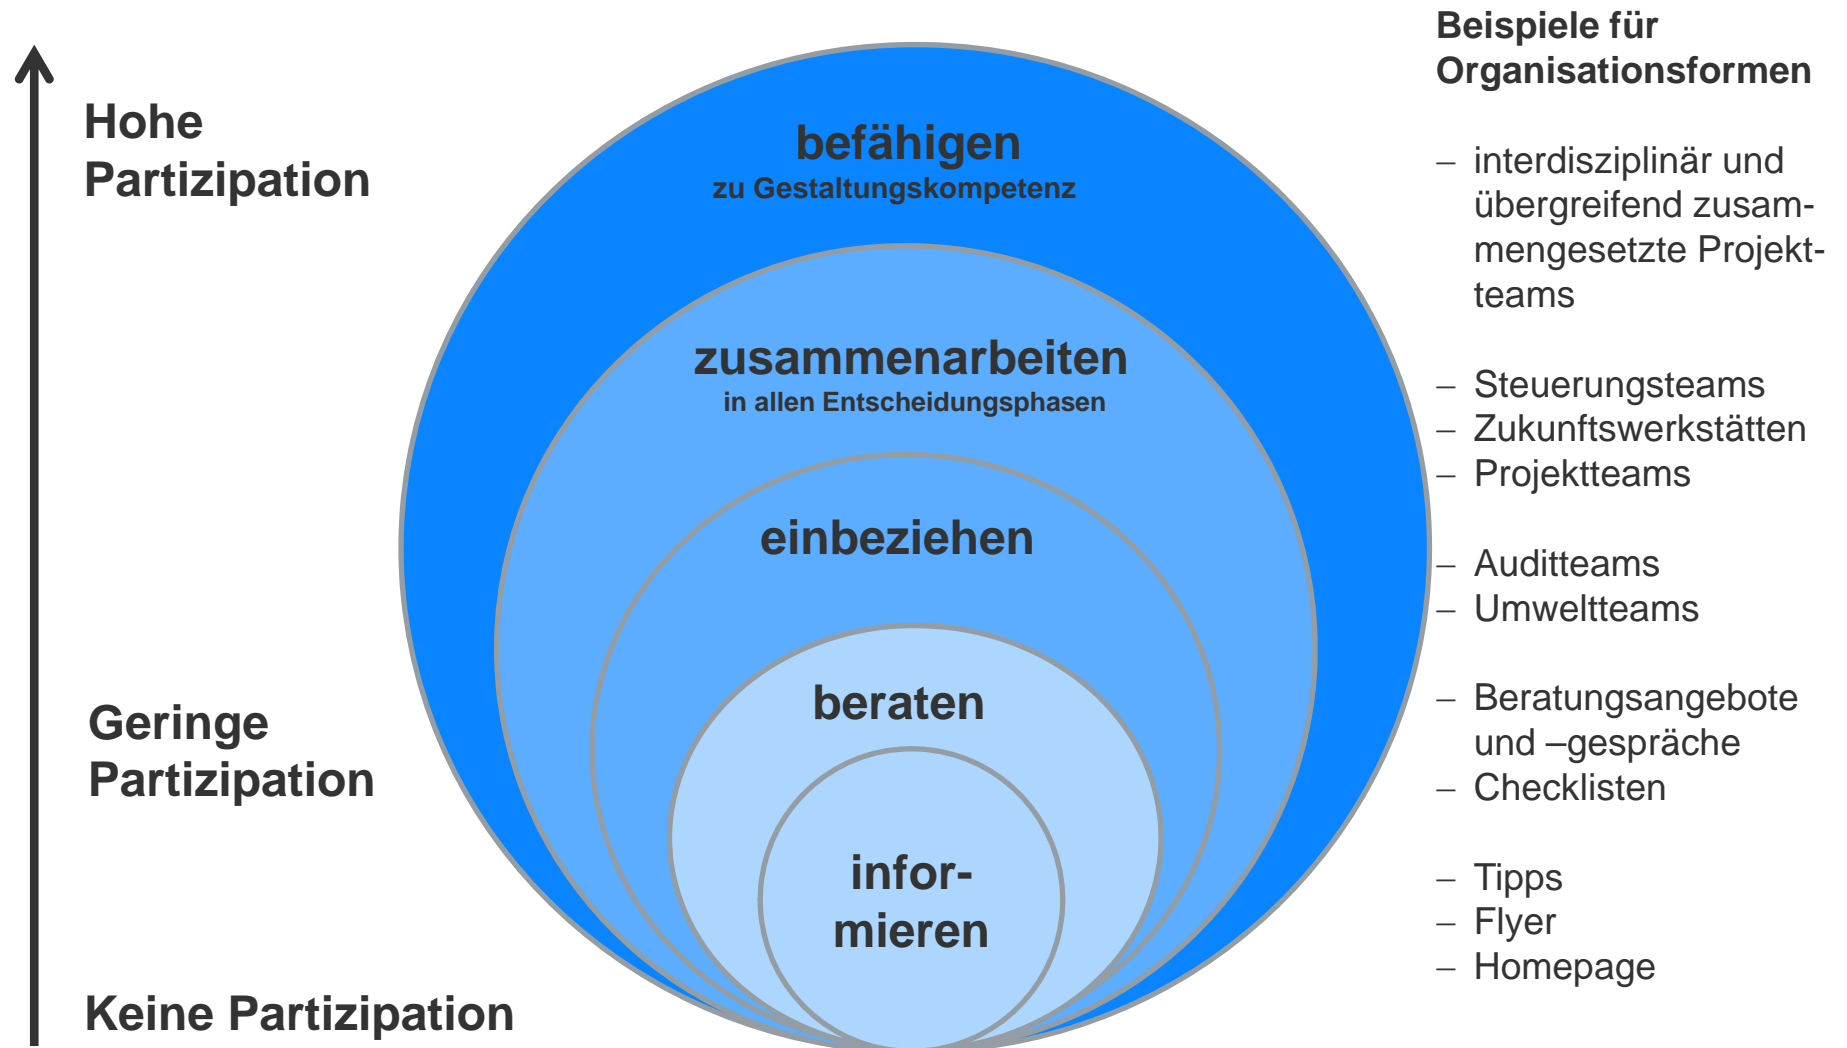 Hohe
Partizipation
Geringe
Partizipation
Keine Partizipation
befähigen
zu Gestaltungskompetenz
zusammenarbeiten
in allen Entscheidungsphasen
einbeziehen
beraten
infor-
mieren
Beispiele für
Organisationsformen
– interdisziplinär und
übergreifend zusam-
mengesetzte Projekt-
teams
– Steuerungsteams
– Zukunftswerkstätten
– Projektteams
– Auditteams
– Umweltteams
– Beratungsangebote
und –gespräche
– Checklisten
– Tipps
– Flyer
– Homepage